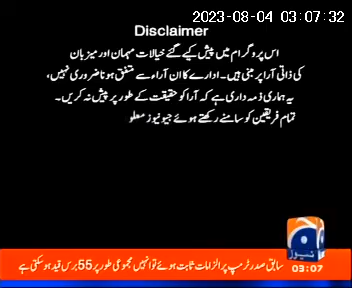 2023-08-04 03:07:32
Disclaimer
اس پروگرام میں پیش کیے گئے خیالات مہمان اور میزبان
کی ذاتی آرا پر مبنی ہیں۔ ادارے کا ان آراء سے متفق ہونا ضروری نہیں،
یہ ہماری ذمہ داری ہے کہ آرا کو حقیقت کے طور پر پیش نہ کریں۔
تمام فریقین کو سامنے رکھتے ہوئے جیو نیوز معلو
نیوز
سابق صدر ٹرمپ پر الزامات ثابت ہوئے تو انہیں مجموعی طور پر 55 برس قید ہو سکتی ہے
03:07